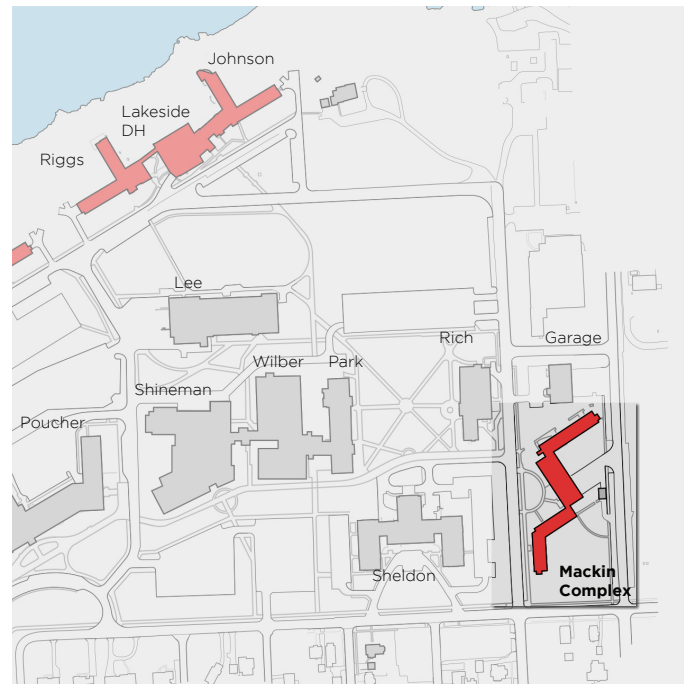 Johnson
Lakeside
DH
Riggs
Lee
Rich
Garage
Wilber
Park
Shineman
Poucher
Sheldon
Mackin
Complex